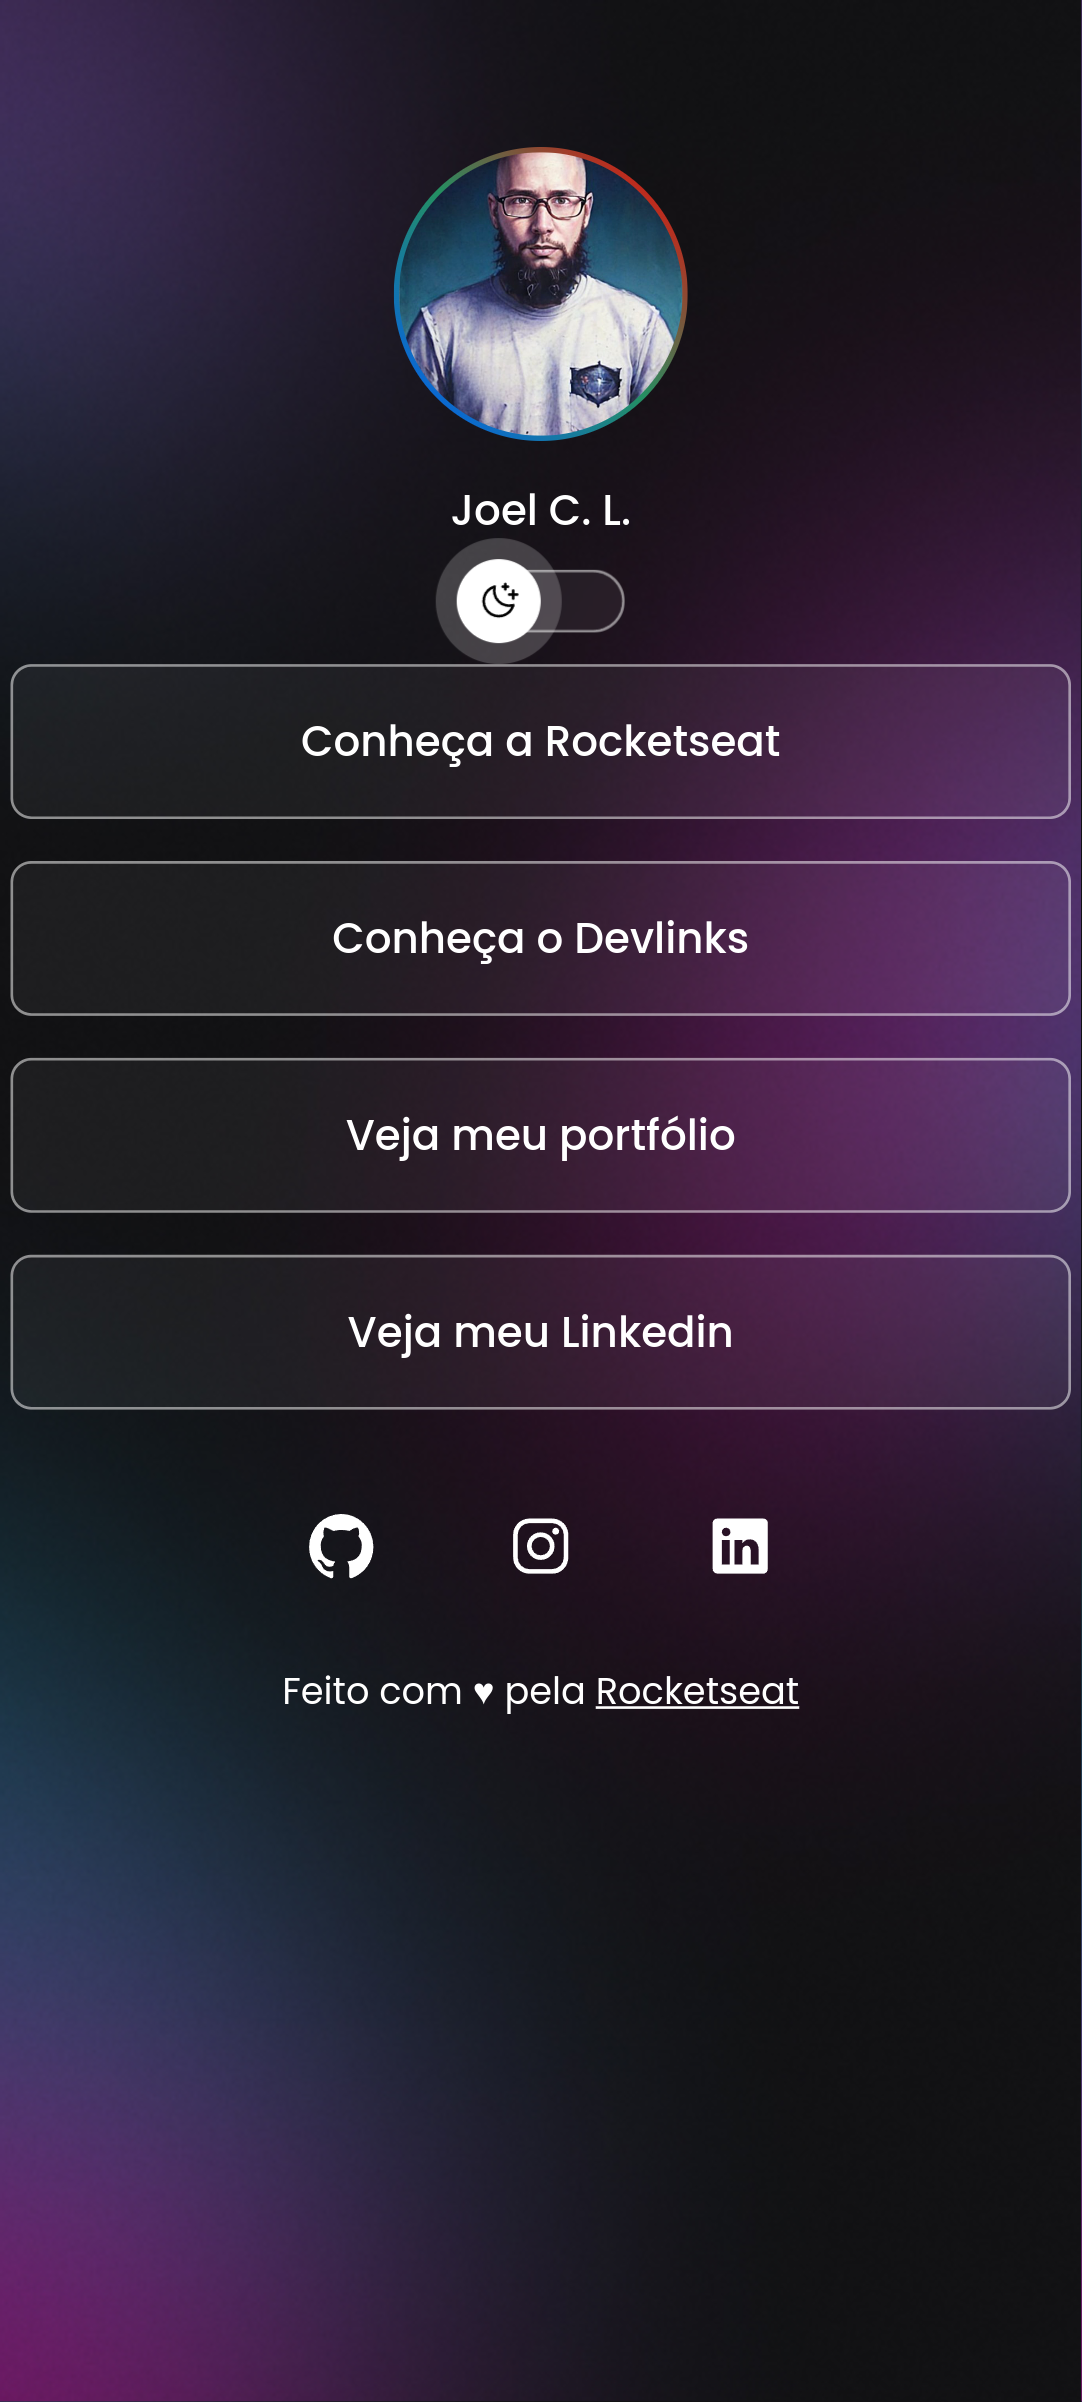 Joel C. L.
Conheça a Rocketseat
Conheça o Devlinks
Veja meu portfólio
Veja meu Linkedin
Feito com ♥ pela Rocketseat